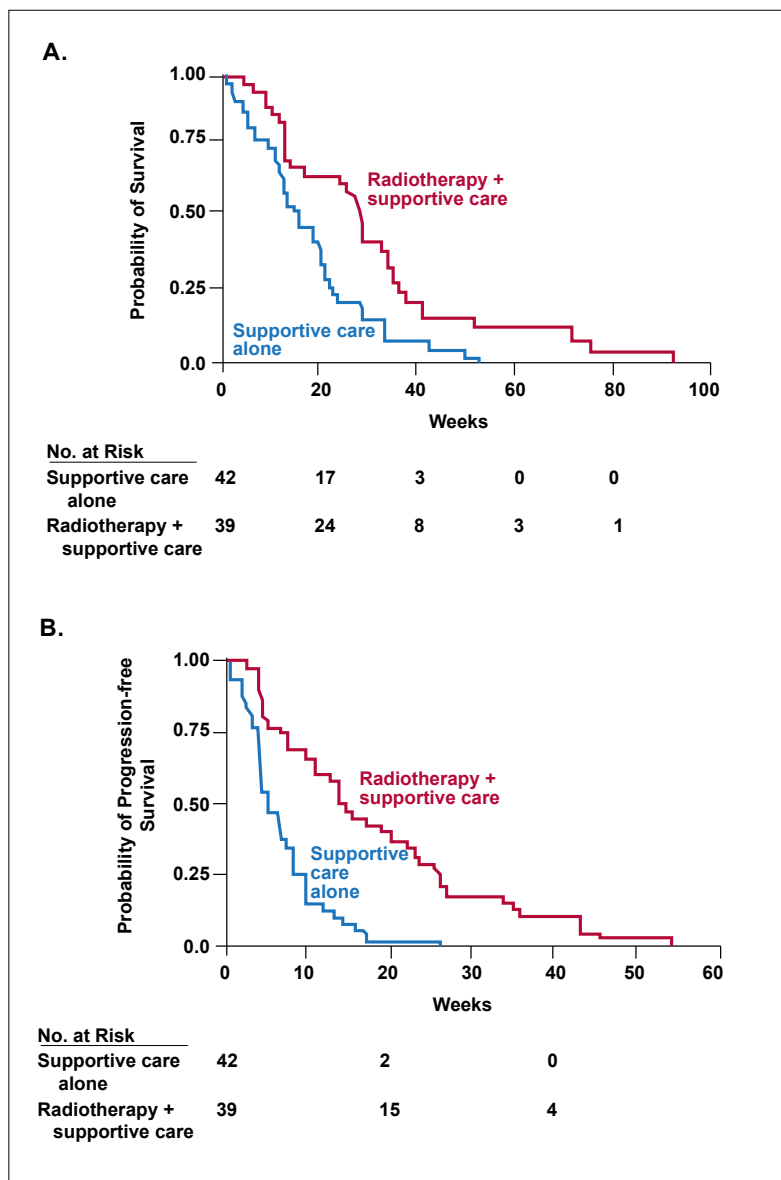 A.
Probability of Survival
1.00
0.75
0.50
0.25
0.0
Radiotherapy +
supportive care
Supportive care
alone
0 20 40 60 80 100
Weeks
No. at Risk
Supportive care 42 17 3 0 0
alone
Radiotherapy + 39 24 8 3 1
supportive care
B.
Probability of Progression-free
Survival
1.00
0.75
0.50
0.25
0.0
Radiotherapy +
supportive care
Supportive
care
alone
0 10 20 30 40 50 60
Weeks
No. at Risk
Supportive care 42 2 0
alone
Radiotherapy + 39 15 4
supportive care